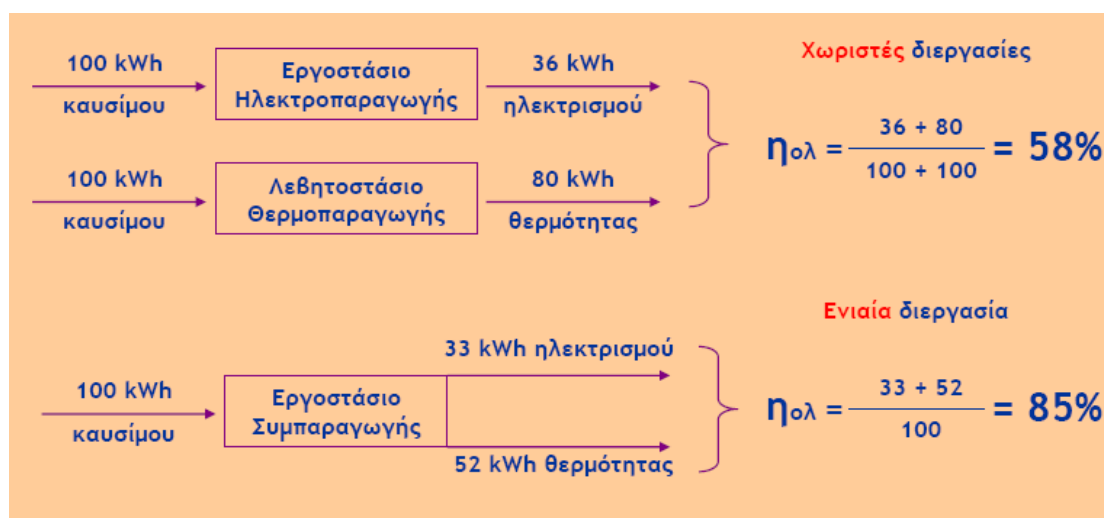 Χωριστές διεργασίες
100 kWh
καυσίμου
Εργοστάσιο
Ηλεκτροπαραγωγής
36 kWh
ηλεκτρισμού
100 kWh
καυσίμου
Λεβητοστάσιο
Θερμοπαραγωγής
80 kWh
θερμότητας
ηολ = 36 + 80 / 100 + 100 = 58%
Ενιαία διεργασία
100 kWh
καυσίμου
Εργοστάσιο
Συμπαραγωγής
33 kWh ηλεκτρισμού
52 kWh θερμότητας
ηολ = 33 + 52 / 100 = 85%